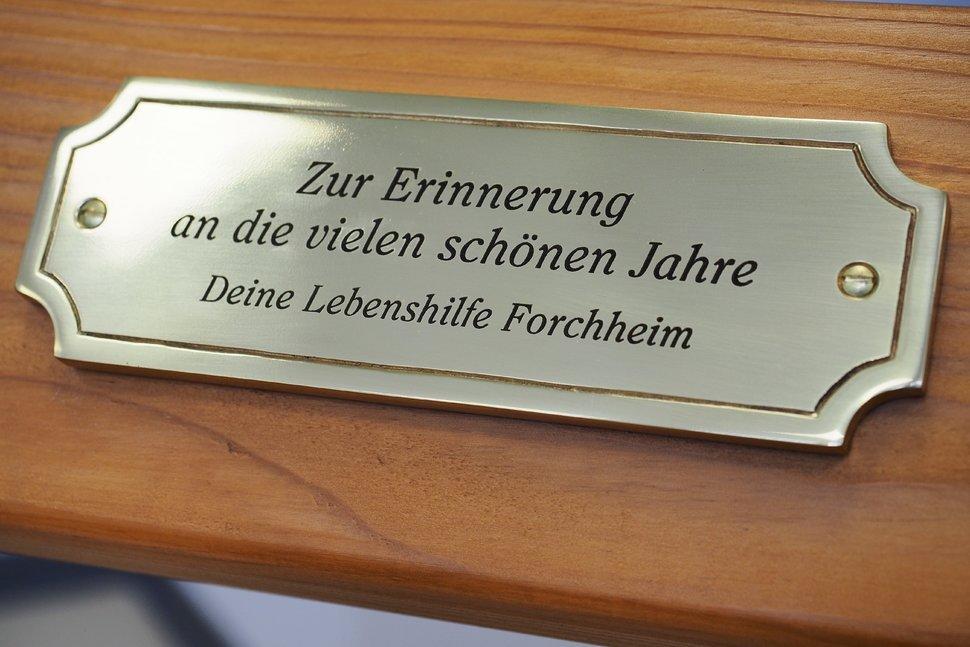 Zur Erinnerung
an die vielen schönen Jahre
Deine Lebenshilfe Forchheim